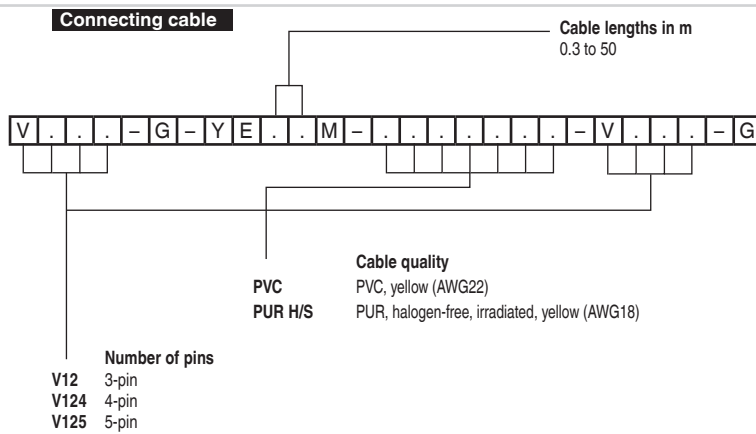 Connecting cable
Cable lengths in m
0.3 to 50
V . . . – G – Y E . . M – . . . . . . . – V . . . – G
Cable quality
PVC PVC, yellow (AWG22)
PUR H/S PUR, halogen-free, irradiated, yellow (AWG18)
Number of pins
V12 3-pin
V124 4-pin
V125 5-pin